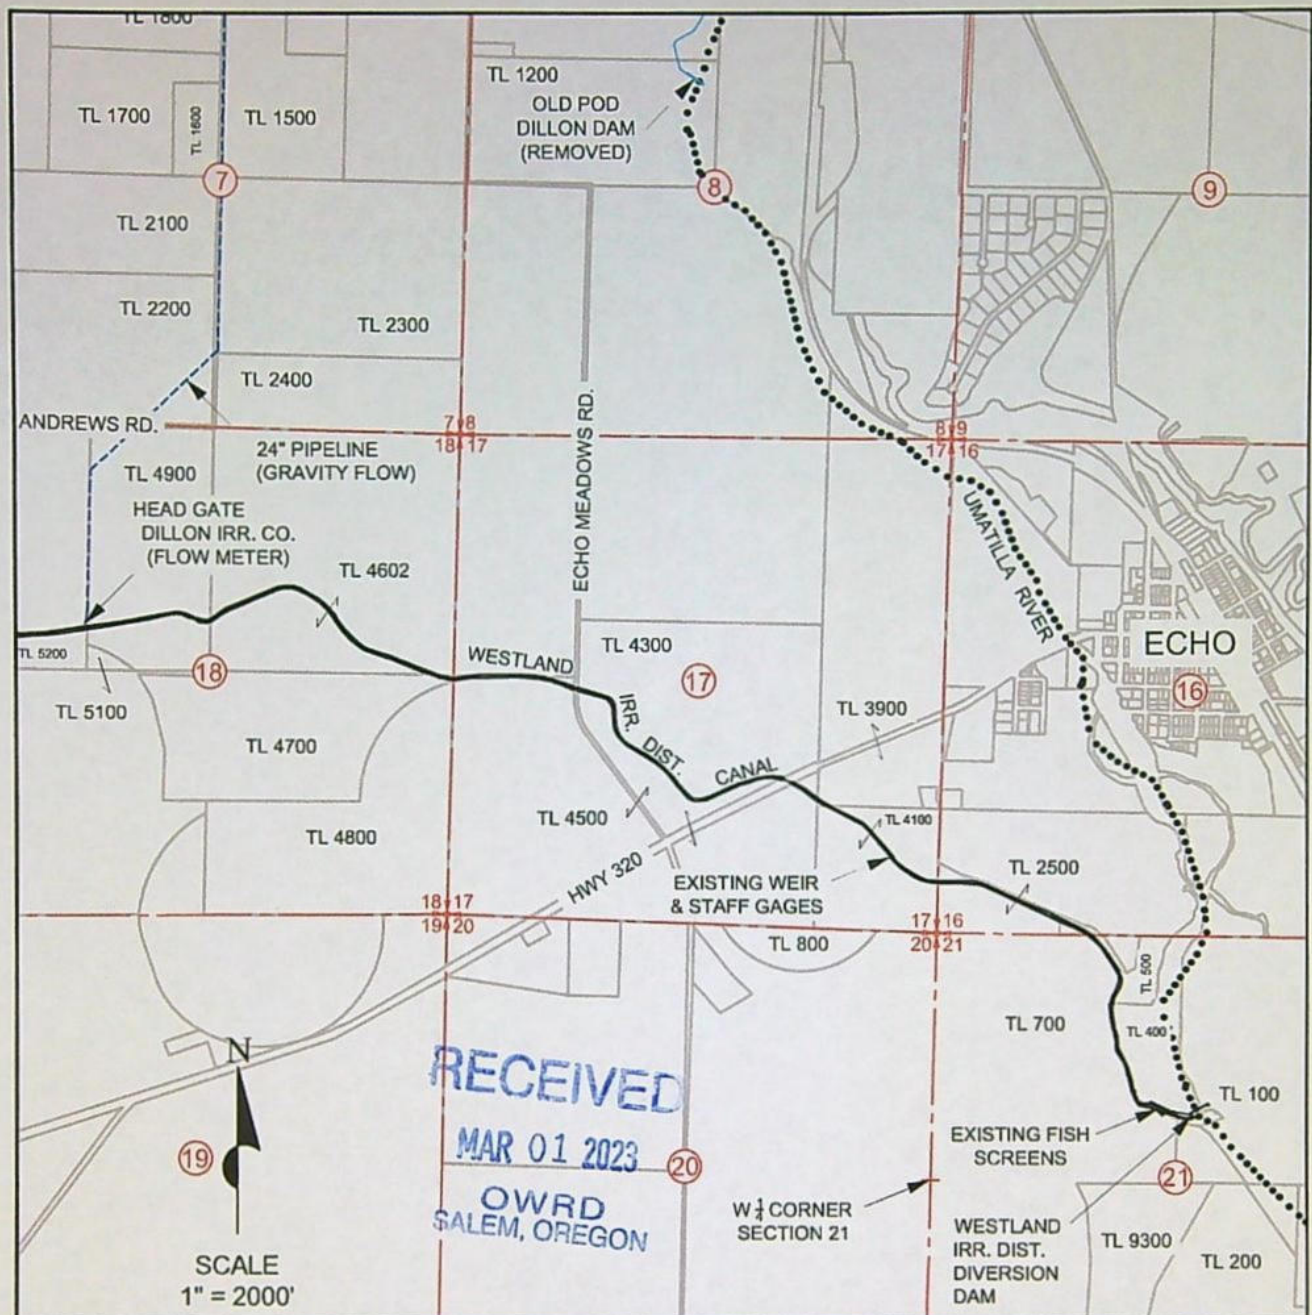 TL 1800
TL 1700
TL 1600
TL 1500
TL 1200
OLD POD
DILLON DAM
(REMOVED)
7
8
9
TL 2100
TL 2200
TL 2300
TL 2400
ANDREWS RD.
7 8
18 17
8 9
17 16
24" PIPELINE
(GRAVITY FLOW)
TL 4900
HEAD GATE
DILLON IRR. CO.
(FLOW METER)
ECHO MEADOWS RD.
UMATILLA RIVER
TL 4602
ECHO
TL 5200
18
WESTLAND
IRR.
DIST.
CANAL
TL 4300
17
16
TL 5100
TL 4700
TL 3900
TL 4500
TL 4100
TL 4800
HWY 320
EXISTING WEIR
& STAFF GAGES
TL 2500
18 17
19 20
17 16
20 21
TL 800
TL 500
TL 700
TL 400
N
RECEIVED
MAR 01 2023
OWRD
SALEM, OREGON
TL 100
EXISTING FISH
SCREENS
19
20
21
W 1/4 CORNER
SECTION 21
WESTLAND
IRR. DIST.
DIVERSION
DAM
TL 9300
TL 200
SCALE
1" = 2000'